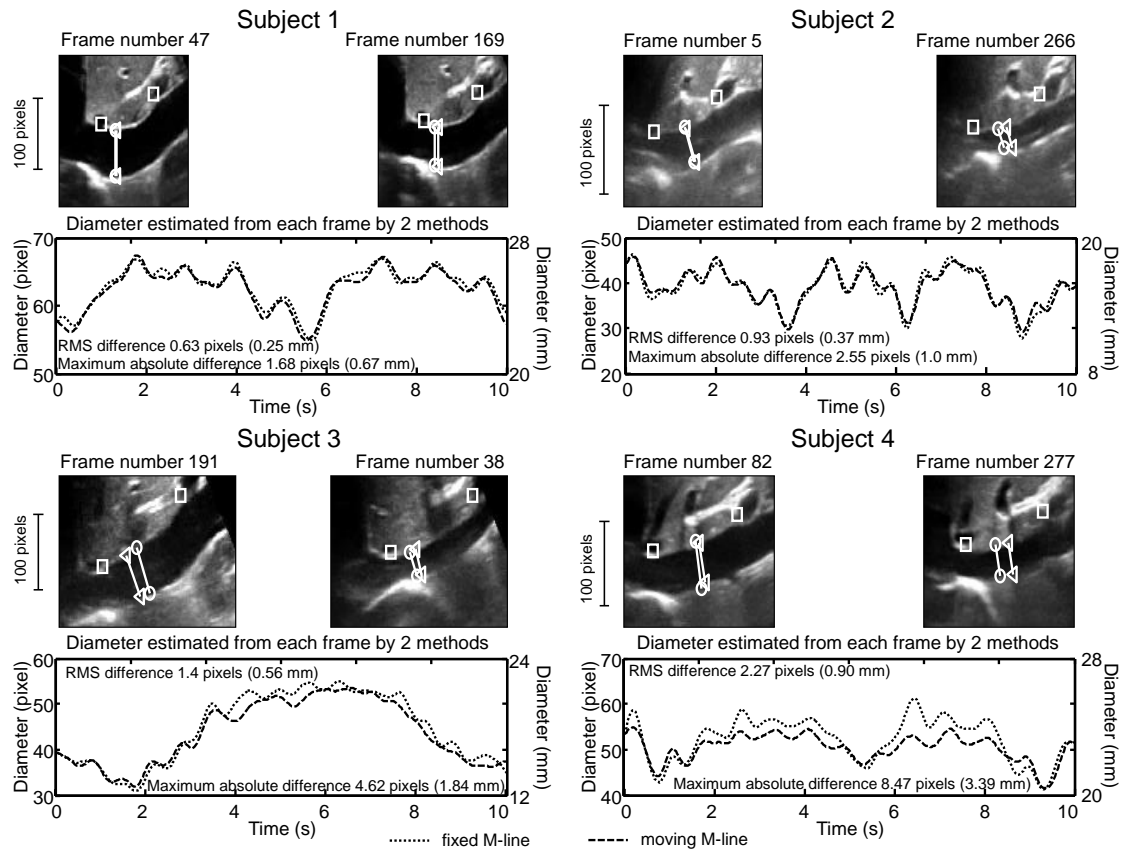 Subject 1
Frame number 47
Frame number 169
100 pixels
Diameter estimated from each frame by 2 methods
Diameter (pixel)
70
60
50
28
20
Diameter (mm)
RMS difference 0.63 pixels (0.25 mm)
Maximum absolute difference 1.68 pixels (0.67 mm)
0 2 4 6 8 10
Time (s)
Subject 2
Frame number 5
Frame number 266
100 pixels
Diameter estimated from each frame by 2 methods
Diameter (pixel)
50
40
30
20
20
8
Diameter (mm)
RMS difference 0.93 pixels (0.37 mm)
Maximum absolute difference 2.55 pixels (1.0 mm)
0 2 4 6 8 10
Time (s)
Subject 3
Frame number 191
Frame number 38
100 pixels
Diameter estimated from each frame by 2 methods
Diameter (pixel)
60
50
40
30
24
12
Diameter (mm)
RMS difference 1.4 pixels (0.56 mm)
Maximum absolute difference 4.62 pixels (1.84 mm)
0 2 4 6 8 10
Time (s)
Subject 4
Frame number 82
Frame number 277
100 pixels
Diameter estimated from each frame by 2 methods
Diameter (pixel)
70
60
50
40
28
20
Diameter (mm)
RMS difference 2.27 pixels (0.90 mm)
Maximum absolute difference 8.47 pixels (3.39 mm)
0 2 4 6 8 10
Time (s)
fixed M-line
moving M-line